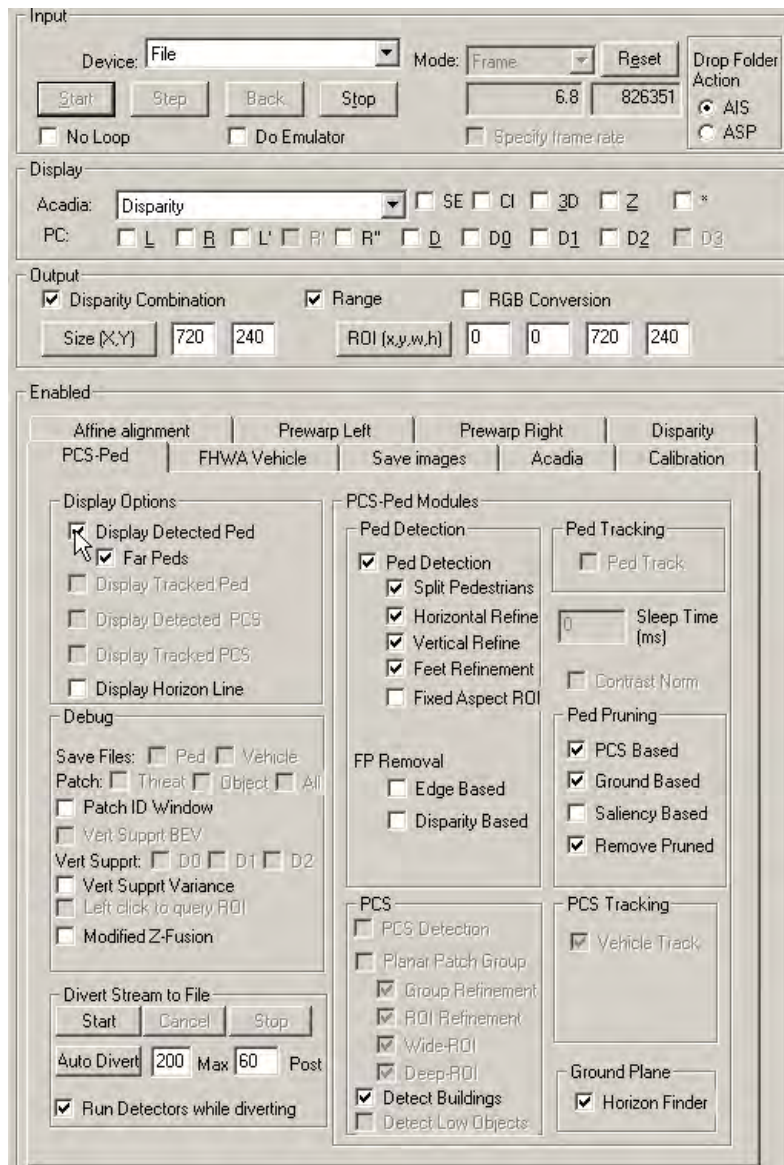 Input
Device: File Mode: Frame Reset Drop Folder Action
Start Step Back Stop 6.8 826351 AIS
No Loop Do Emulator Specify frame rate ASP
Display
Acadia: Disparity SE CI 3D Z *
PC: L R L' R' R" D D0 D1 D2 D3
Output
Disparity Combination Range RGB Conversion
Size (X,Y) 720 240 ROI (x,y,w,h) 0 0 720 240
Enabled
Affine alignment Prewarp Left Prewarp Right Disparity
PCS-Ped FHWA Vehicle Save images Acadia Calibration
Display Options
Display Detected Ped
Far Peds
Display Tracked Ped
Display Detected PCS
Display Tracked PCS
Display Horizon Line
Debug
Save Files: Ped Vehicle
Patch: Threat Object All
Patch ID Window
Vert Supprt BEV
Vert Supprt: D0 D1 D2
Vert Supprt Variance
Left click to query ROI
Modified Z-Fusion
Divert Stream to File
Start Cancel Stop
Auto Divert 200 Max 60 Post
Run Detectors while diverting
PCS-Ped Modules
Ped Detection
Ped Detection
Split Pedestrians
Horizontal Refine
Vertical Refine
Feet Refinement
Fixed Aspect ROI
FP Removal
Edge Based
Disparity Based
PCS
PCS Detection
Planar Patch Group
Group Refinement
ROI Refinement
Wide-ROI
Deep-ROI
Detect Buildings
Detect Low Objects
Ped Tracking
Ped Track
0 Sleep Time
(ms)
Contrast Norm
Ped Pruning
PCS Based
Ground Based
Saliency Based
Remove Pruned
PCS Tracking
Vehicle Track
Ground Plane
Horizon Finder